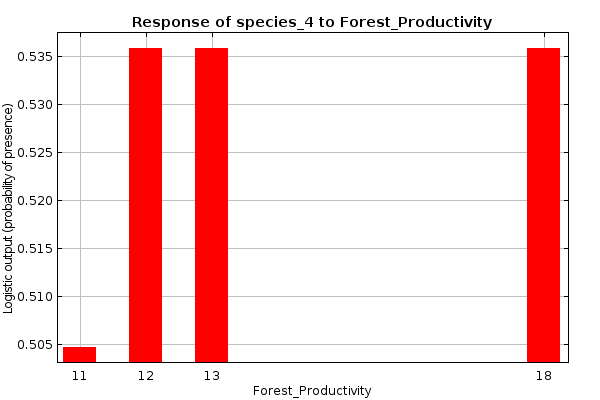 Response of species_4 to Forest_Productivity
Logistic output (probability of presence)
0.535
0.530
0.525
0.520
0.515
0.510
0.505
11 12 13 18
Forest_Productivity